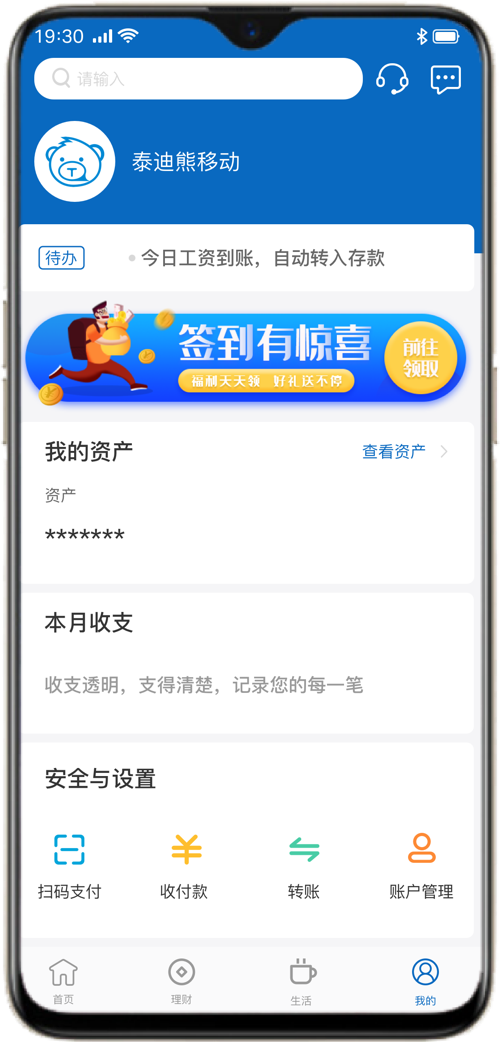 19:30
请输入
泰迪熊移动
待办
今日工资到账，自动转入存款
签到有惊喜
福利天天领 好礼送不停
前往
领取
我的资产
查看资产
资产
*******
本月收支
收支透明，支得清楚，记录您的每一笔
安全与设置
扫码支付
收付款
转账
账户管理
首页
理财
生活
我的